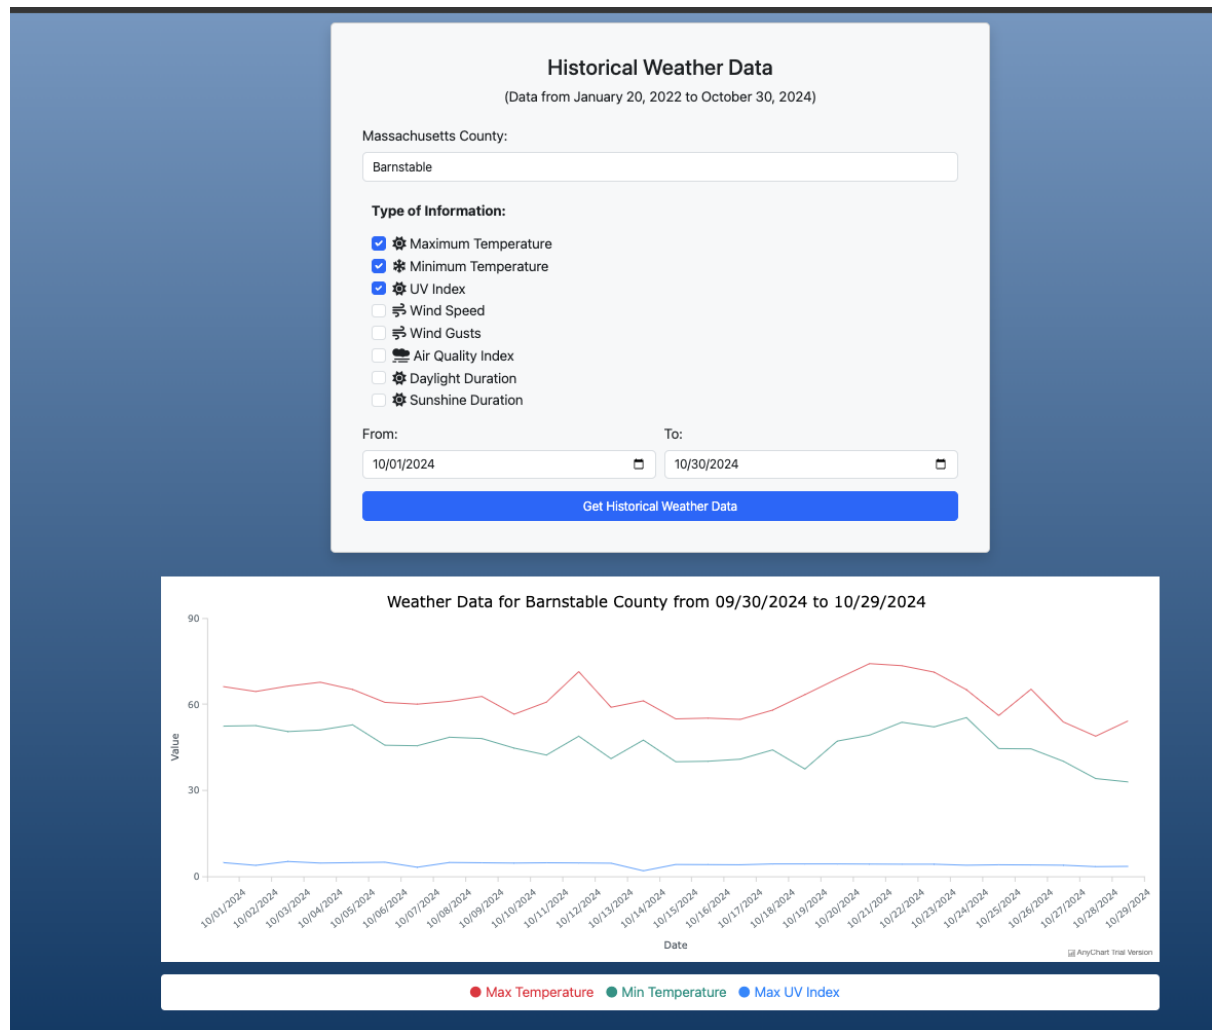 Historical Weather Data
(Data from January 20, 2022 to October 30, 2024)
Massachusetts County:
Barnstable
Type of Information:
Maximum Temperature
Minimum Temperature
UV Index
Wind Speed
Wind Gusts
Air Quality Index
Daylight Duration
Sunshine Duration
From: To:
10/01/2024 10/30/2024
Get Historical Weather Data
Weather Data for Barnstable County from 09/30/2024 to 10/29/2024
90
60
30
0
Value
10/01/2024 10/02/2024 10/03/2024 10/04/2024 10/05/2024 10/06/2024 10/07/2024 10/08/2024 10/09/2024 10/10/2024 10/11/2024 10/12/2024 10/13/2024 10/14/2024 10/15/2024 10/16/2024 10/17/2024 10/18/2024 10/19/2024 10/20/2024 10/21/2024 10/22/2024 10/23/2024 10/24/2024 10/25/2024 10/26/2024 10/27/2024 10/28/2024 10/29/2024
Date
AnyChart Trial Version
Max Temperature Min Temperature Max UV Index